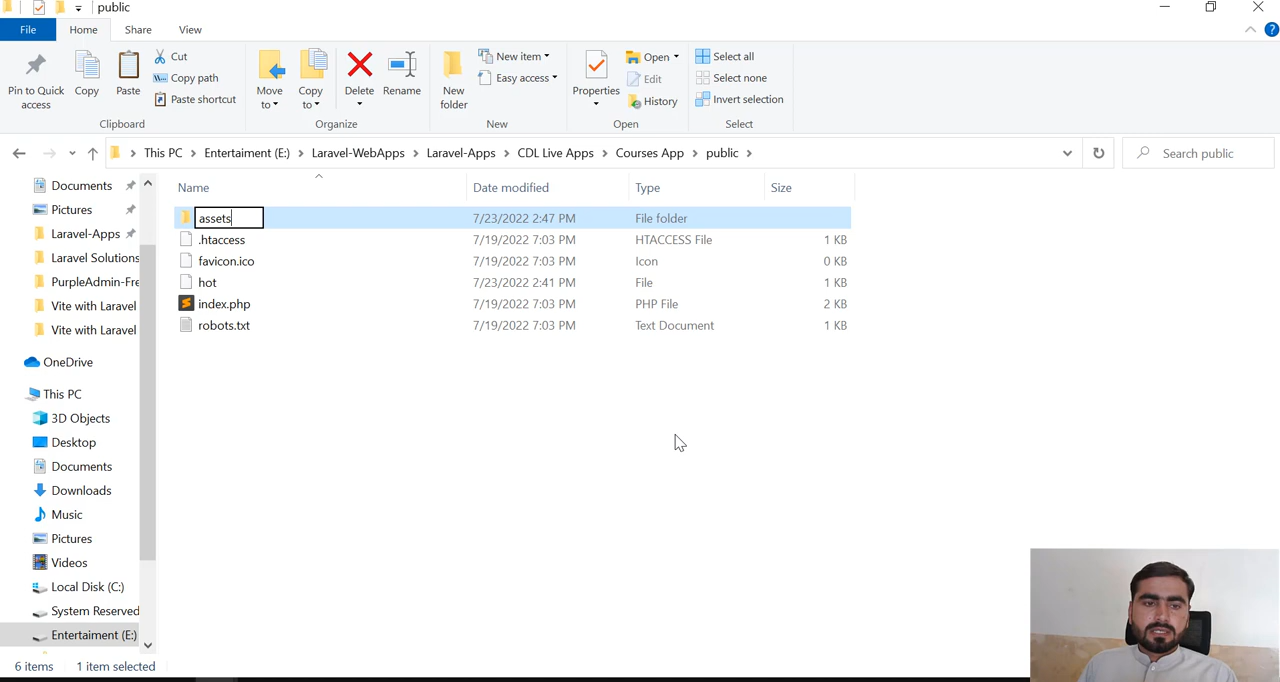 public
File Home Share View
Pin to Quick access
Copy
Paste
Cut
Copy path
Paste shortcut
Clipboard
Move to
Copy to
Delete
Rename
Organize
New folder
New item
Easy access
New
Properties
Open
Edit
History
Open
Select all
Select none
Invert selection
Select
This PC Entertaiment (E:) Laravel-WebApps Laravel-Apps CDL Live Apps Courses App public
Search public
Documents
Pictures
Laravel-Apps
Laravel Solutions
PurpleAdmin-Fre
Vite with Laravel
Vite with Laravel
OneDrive
This PC
3D Objects
Desktop
Documents
Downloads
Music
Pictures
Videos
Local Disk (C:)
System Reserved
Entertaiment (E:)
Name Date modified Type Size
assets 7/23/2022 2:47 PM File folder
.htaccess 7/19/2022 7:03 PM HTACCESS File 1 KB
favicon.ico 7/19/2022 7:03 PM Icon 0 KB
hot 7/23/2022 2:41 PM File 1 KB
index.php 7/19/2022 7:03 PM PHP File 2 KB
robots.txt 7/19/2022 7:03 PM Text Document 1 KB
6 items 1 item selected